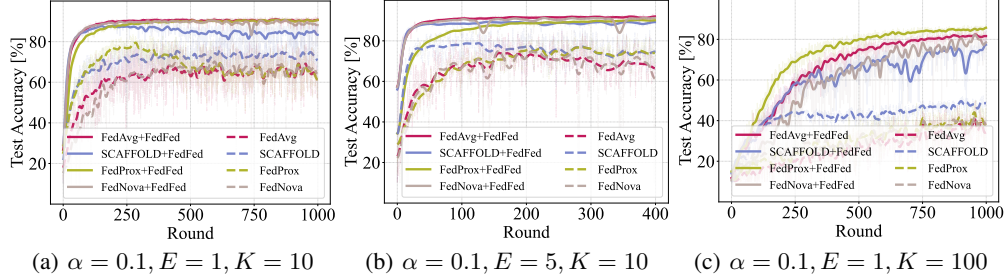 Test Accuracy [%]
80
60
40
20
FedAvg+FedFed
FedAvg
SCAFFOLD+FedFed
SCAFFOLD
FedProx+FedFed
FedProx
FedNova+FedFed
FedNova
0
250
500
750
1000
Round
(a) α = 0.1, E = 1, K = 10
Test Accuracy [%]
80
60
40
20
FedAvg+FedFed
FedAvg
SCAFFOLD+FedFed
SCAFFOLD
FedProx+FedFed
FedProx
FedNova+FedFed
FedNova
0
100
200
300
400
Round
(b) α = 0.1, E = 5, K = 10
Test Accuracy [%]
80
60
40
20
FedAvg+FedFed
FedAvg
SCAFFOLD+FedFed
SCAFFOLD
FedProx+FedFed
FedProx
FedNova+FedFed
FedNova
0
250
500
750
1000
Round
(c) α = 0.1, E = 1, K = 100